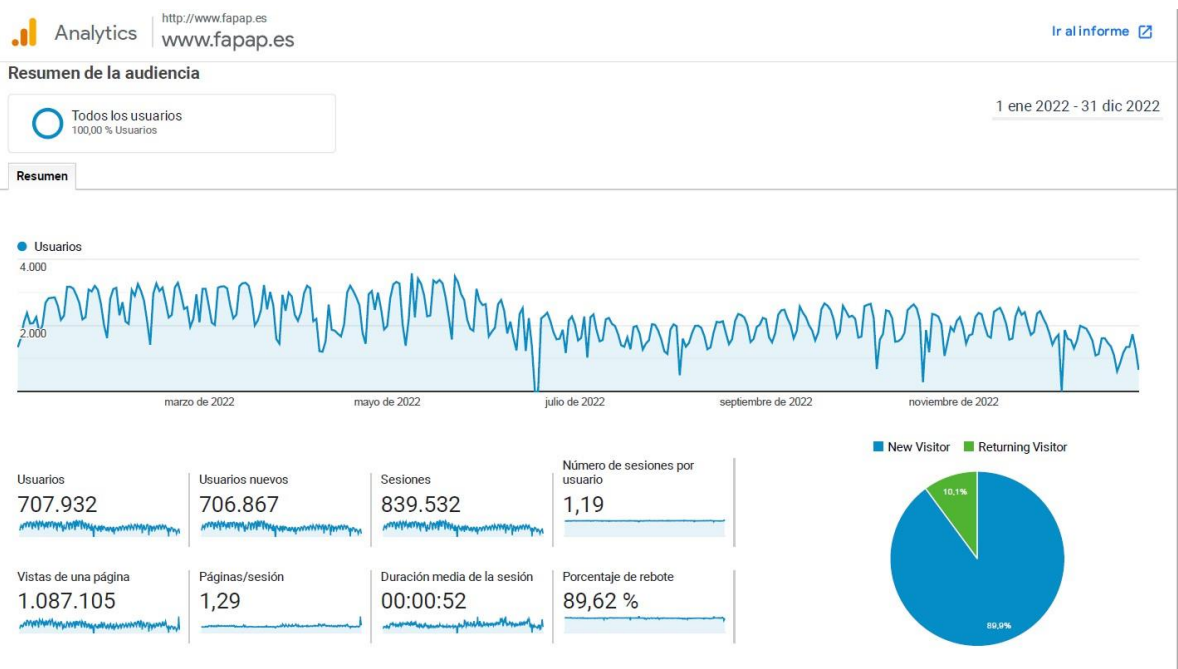 Analytics
http://www.fapap.es
www.fapap.es
Ir al informe
Resumen de la audiencia
Todos los usuarios
100,00 % Usuarios
1 ene 2022 - 31 dic 2022
Resumen
Usuarios
4.000
2.000
marzo de 2022
mayo de 2022
julio de 2022
septiembre de 2022
noviembre de 2022
New Visitor
Returning Visitor
Usuarios
707.932
Usuarios nuevos
706.867
Sesiones
839.532
Número de sesiones por
usuario
1,19
10,1%
89,9%
Vistas de una página
1.087.105
Páginas/sesión
1,29
Duración media de la sesión
00:00:52
Porcentaje de rebote
89,62 %